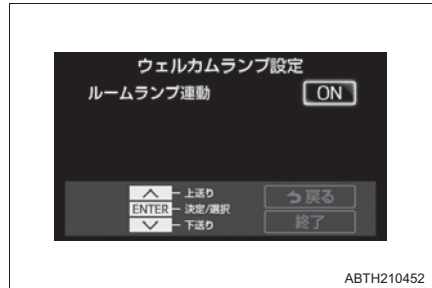 ウェルカムランプ設定
ルームランプ連動 ON
上送り
ENTER 決定/選択
下送り
戻る
終了
ABTH210452